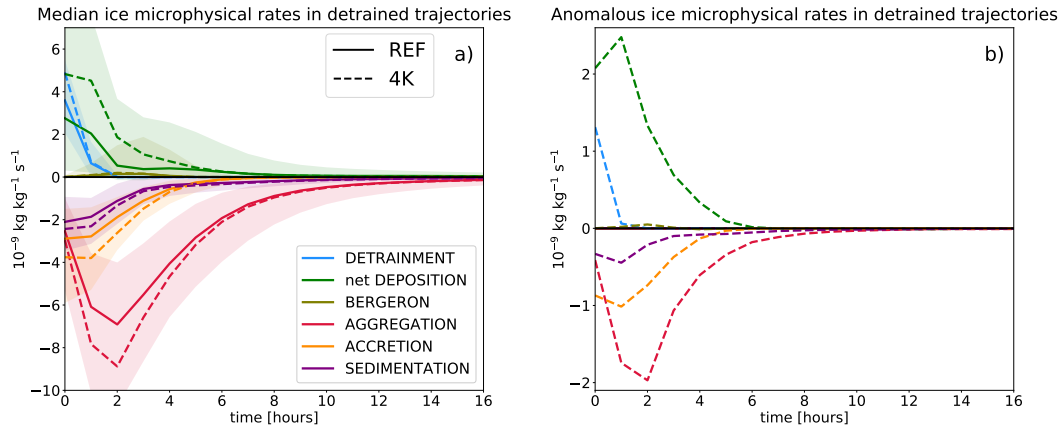 Median ice microphysical rates in detrained trajectories
a)
REF
4K
6
4
2
0
−2
−4
−6
−8
−10
10⁻⁹ kg kg⁻¹ s⁻¹
DETRAINMENT
net DEPOSITION
BERGERON
AGGREGATION
ACCRETION
SEDIMENTATION
0 2 4 6 8 10 12 14 16
time [hours]
Anomalous ice microphysical rates in detrained trajectories
b)
2
1
0
−1
−2
10⁻⁹ kg kg⁻¹ s⁻¹
0 2 4 6 8 10 12 14 16
time [hours]